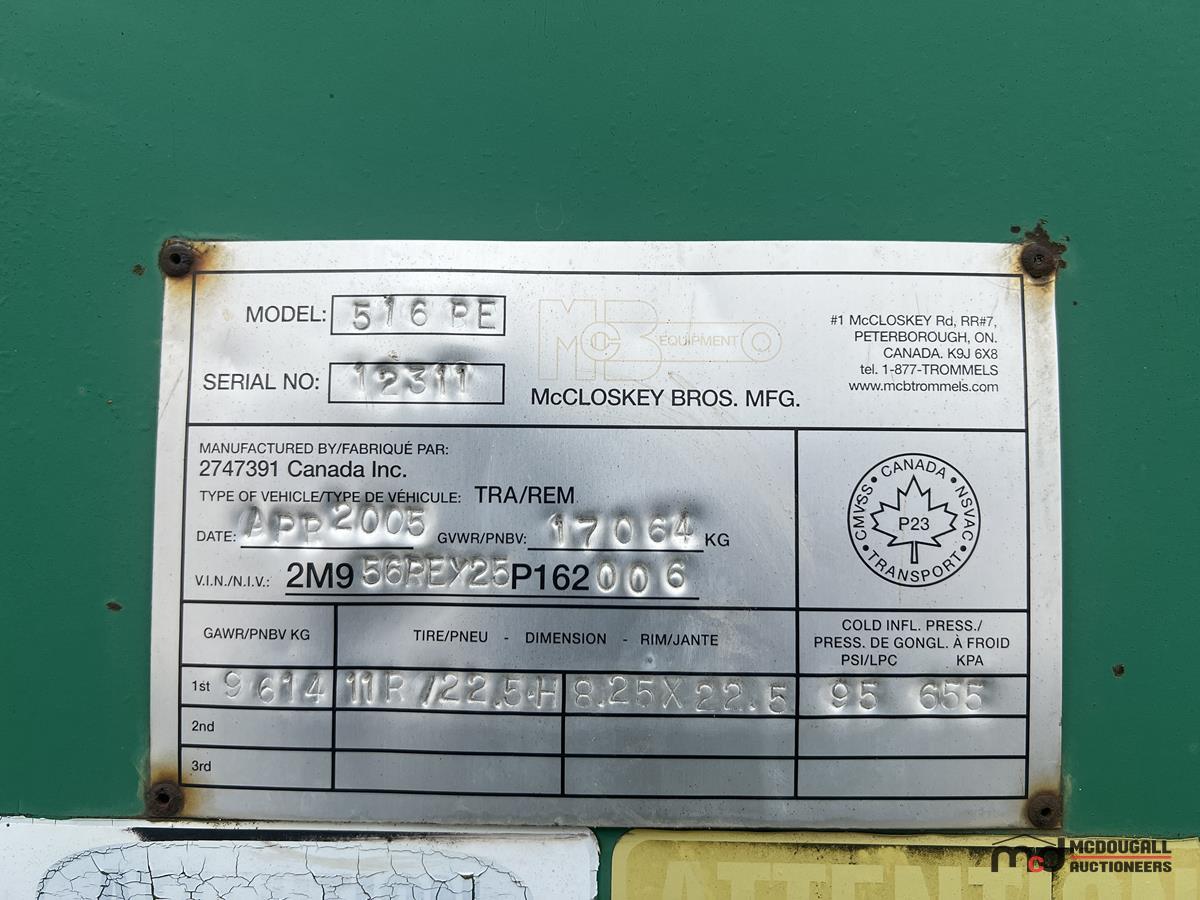 MODEL: 516 RE
SERIAL NO: 12311
MCB EQUIPMENT
McCLOSKEY BROS. MFG.
#1 McCLOSKEY Rd, RR#7,
PETERBOROUGH, ON.
CANADA. K9J 6X8
tel. 1-877-TROMMELS
www.mcbtrommels.com
MANUFACTURED BY/FABRIQUÉ PAR:
2747391 Canada Inc.
TYPE OF VEHICLE/TYPE DE VÉHICULE: TRA/REM
DATE: APR 2005 GVWR/PNBV: 17064 KG
V.I.N./N.I.V.: 2M956REY25P162006
CANADA • NSVAC • TRANSPORT • CMVSS •
P23
GAWR/PNBV KG TIRE/PNEU - DIMENSION - RIM/JANTE
COLD INFL. PRESS./
PRESS. DE GONGL. À FROID
PSI/LPC KPA
1st 9614 11R/22.5-H 8.25X22.5 95 655
2nd
3rd
ATTENTION
mcd MCDOUGALL
AUCTIONEERS